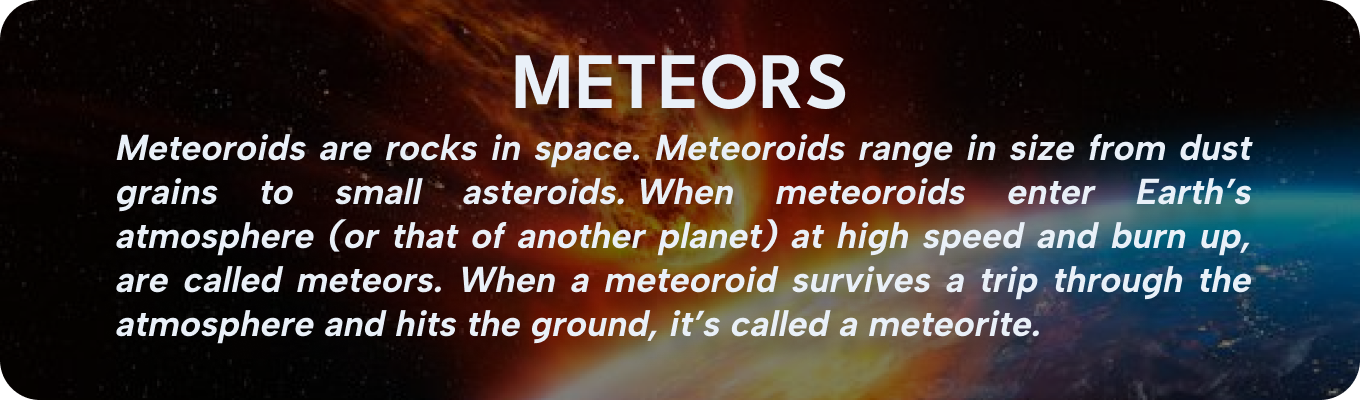 METEORS
Meteoroids are rocks in space. Meteoroids range in size from dust
grains to small asteroids. When meteoroids enter Earth’s
atmosphere (or that of another planet) at high speed and burn up,
are called meteors. When a meteoroid survives a trip through the
atmosphere and hits the ground, it’s called a meteorite.